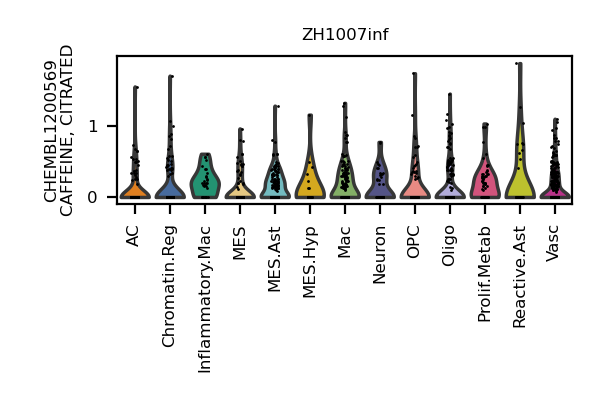 ZH1007inf
CHEMBL1200569
CAFFEINE, CITRATED
1
0
AC
Chromatin.Reg
Inflammatory.Mac
MES
MES.Ast
MES.Hyp
Mac
Neuron
OPC
Oligo
Prolif.Metab
Reactive.Ast
Vasc